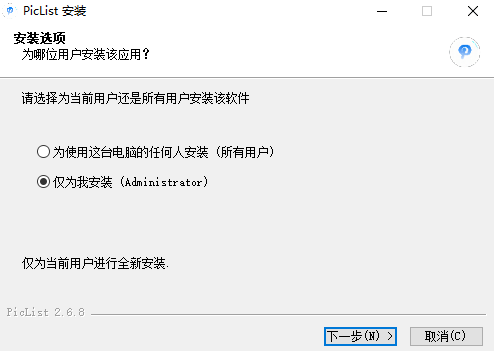 PicList 安装
安装选项
为哪位用户安装该应用？
请选择为当前用户还是所有用户安装该软件
为使用这台电脑的任何人安装（所有用户）
仅为我安装（Administrator）
仅为当前用户进行全新安装.
PicList 2.6.8
下一步(N) >
取消(C)